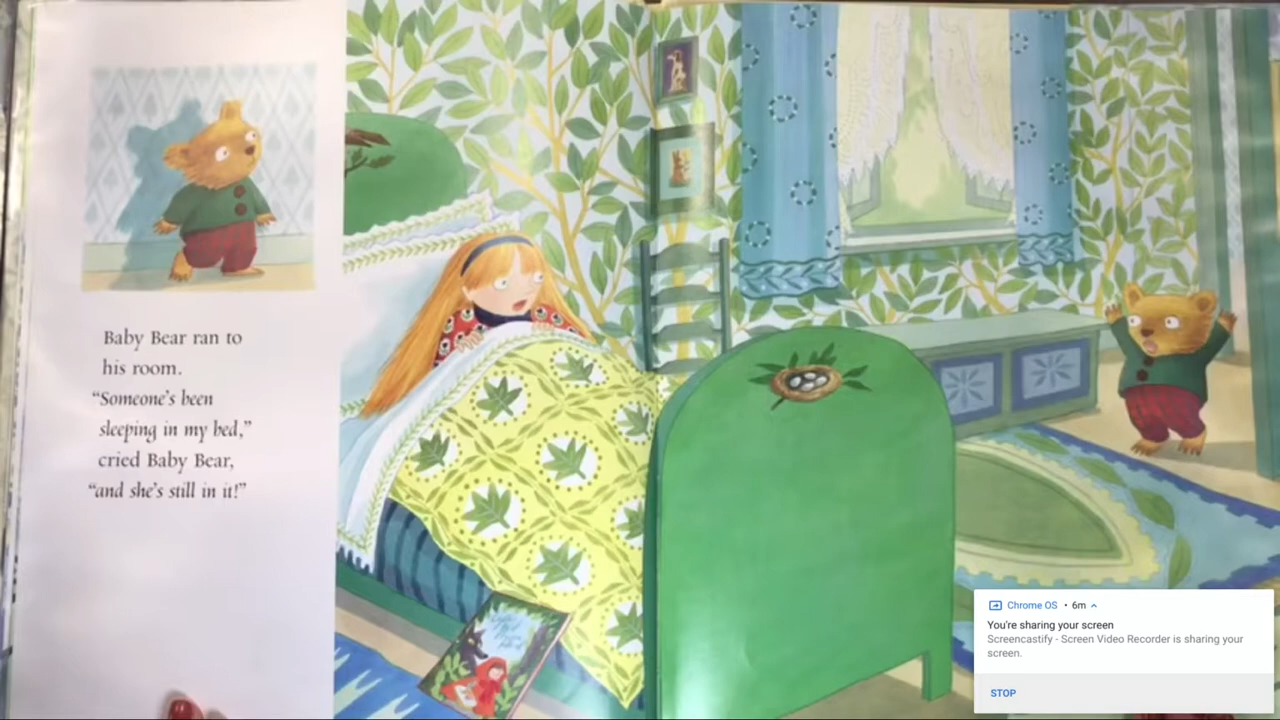 Baby Bear ran to
his room.
“Someone’s been
sleeping in my bed,”
cried Baby Bear,
“and she’s still in it!”
Chrome OS • 6m
You're sharing your screen
Screencastify - Screen Video Recorder is sharing your
screen.
STOP